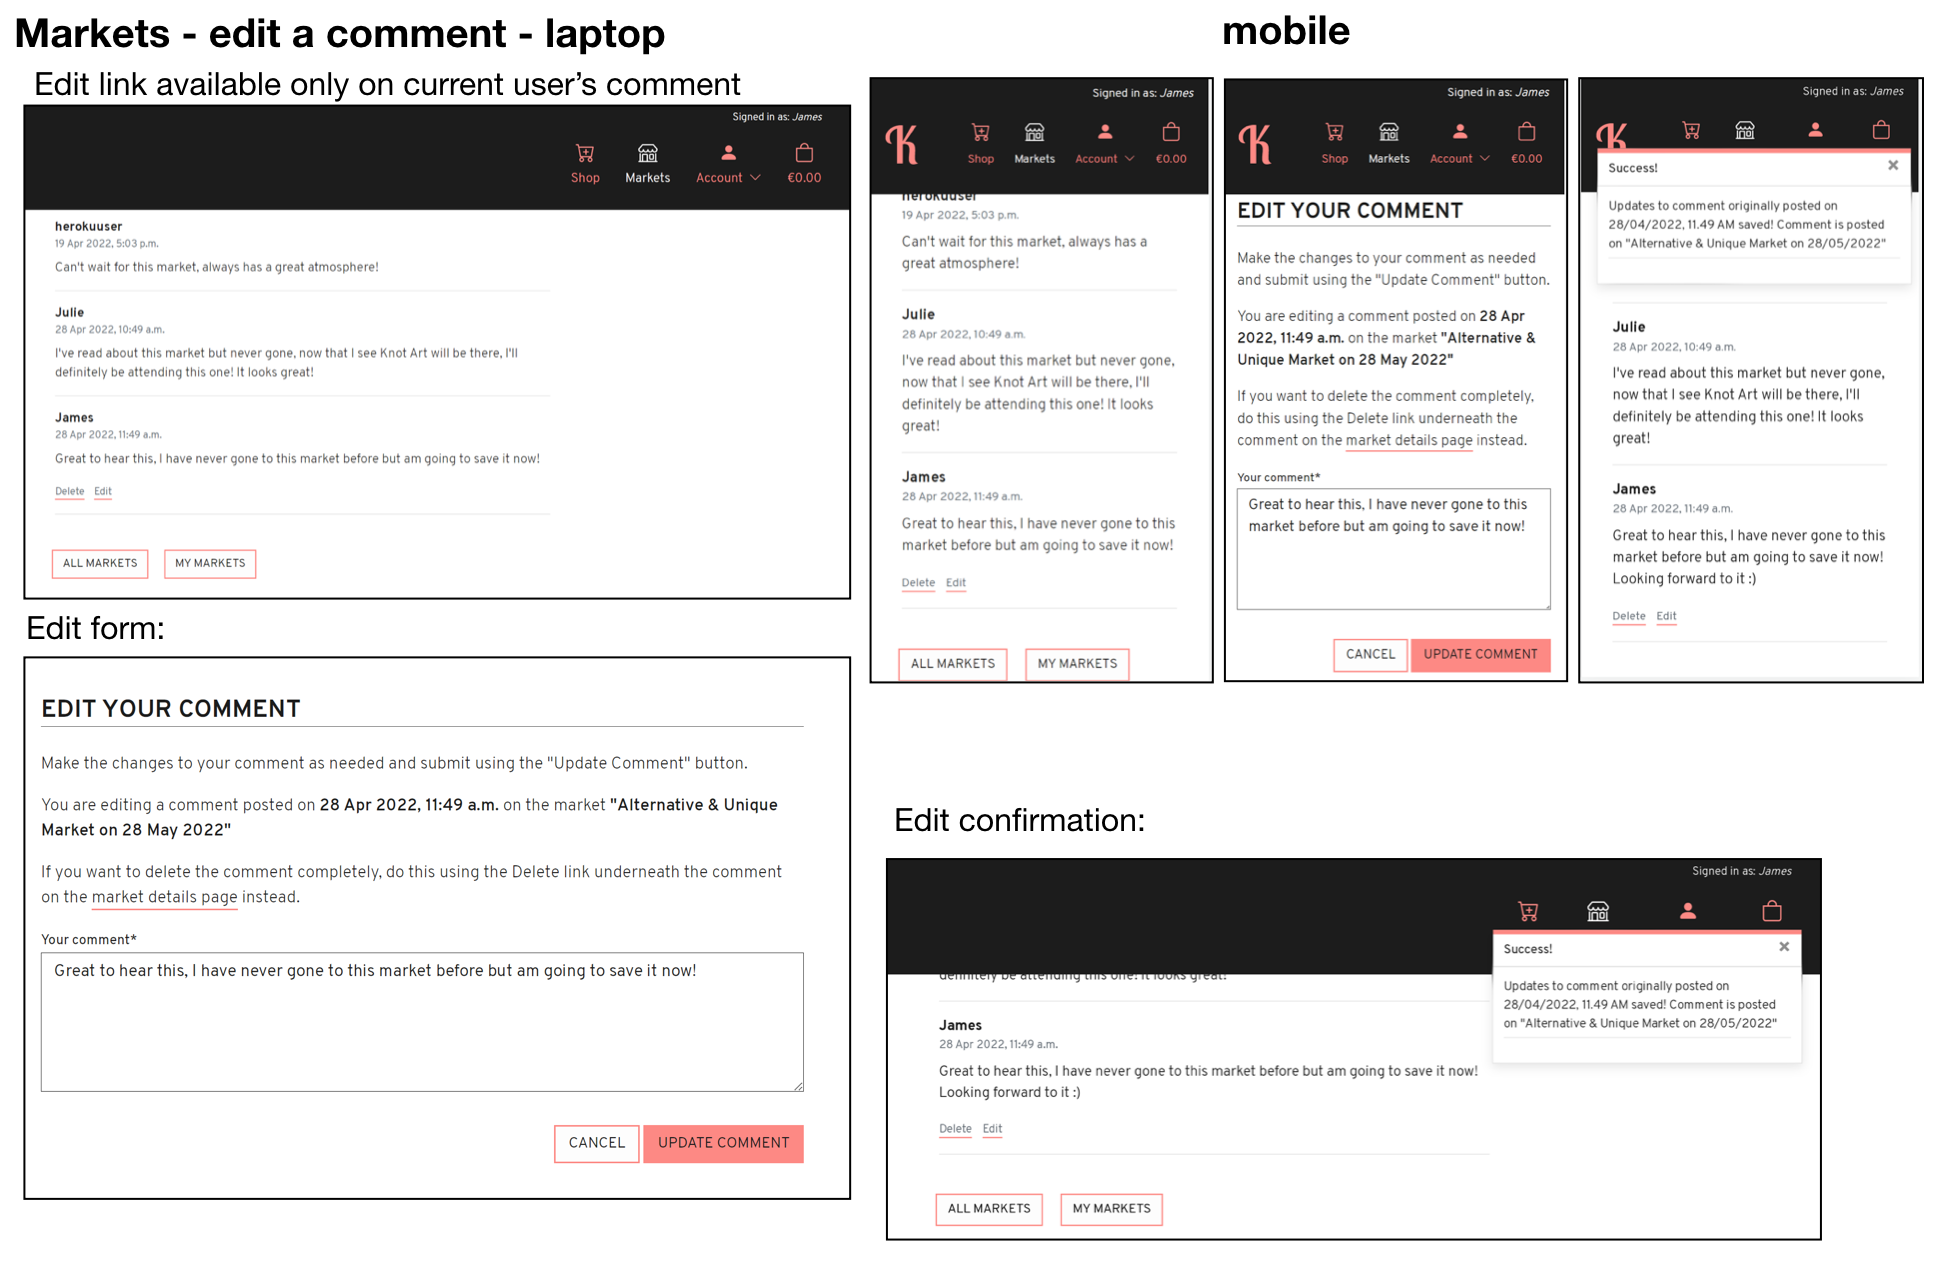 Markets - edit a comment - laptop
Edit link available only on current user's comment
Signed in as: James
Shop
Markets
Account
€0.00
herokuuser
19 Apr 2022, 5:03 p.m.
Can't wait for this market, always has a great atmosphere!
Julie
28 Apr 2022, 10:49 a.m.
I've read about this market but never gone, now that I see Knot Art will be there, I'll
definitely be attending this one! It looks great!
James
28 Apr 2022, 11:49 a.m.
Great to hear this, I have never gone to this market before but am going to save it now!
Delete Edit
ALL MARKETS MY MARKETS
Edit form:
EDIT YOUR COMMENT
Make the changes to your comment as needed and submit using the "Update Comment" button.
You are editing a comment posted on 28 Apr 2022, 11:49 a.m. on the market "Alternative & Unique
Market on 28 May 2022"
If you want to delete the comment completely, do this using the Delete link underneath the comment
on the market details page instead.
Your comment*
Great to hear this, I have never gone to this market before but am going to save it now!
CANCEL UPDATE COMMENT
mobile
Signed in as: James
K
Shop
Markets
Account
€0.00
herokuuser
19 Apr 2022, 5:03 p.m.
Can't wait for this market, always has a
great atmosphere!
Julie
28 Apr 2022, 10:49 a.m.
I've read about this market but never gone,
now that I see Knot Art will be there, I'll
definitely be attending this one! It looks
great!
James
28 Apr 2022, 11:49 a.m.
Great to hear this, I have never gone to this
market before but am going to save it now!
Delete Edit
ALL MARKETS MY MARKETS
Signed in as: James
K
Shop
Markets
Account
€0.00
EDIT YOUR COMMENT
Make the changes to your comment as needed
and submit using the "Update Comment" button.
You are editing a comment posted on 28 Apr
2022, 11:49 a.m. on the market "Alternative &
Unique Market on 28 May 2022"
If you want to delete the comment completely,
do this using the Delete link underneath the
comment on the market details page instead.
Your comment*
Great to hear this, I have never gone to this
market before but am going to save it now!
CANCEL UPDATE COMMENT
Signed in as: James
K
Success! ×
Updates to comment originally posted on
28/04/2022, 11.49 AM saved! Comment is posted
on "Alternative & Unique Market on 28/05/2022"
Julie
28 Apr 2022, 10:49 a.m.
I've read about this market but never gone,
now that I see Knot Art will be there, I'll
definitely be attending this one! It looks
great!
James
28 Apr 2022, 11:49 a.m.
Great to hear this, I have never gone to this
market before but am going to save it now!
Looking forward to it :)
Delete Edit
Edit confirmation:
Signed in as: James
Success! ×
Updates to comment originally posted on
28/04/2022, 11.49 AM saved! Comment is posted
on "Alternative & Unique Market on 28/05/2022"
definitely be attending this one! It looks great!
James
28 Apr 2022, 11:49 a.m.
Great to hear this, I have never gone to this market before but am going to save it now!
Looking forward to it :)
Delete Edit
ALL MARKETS MY MARKETS